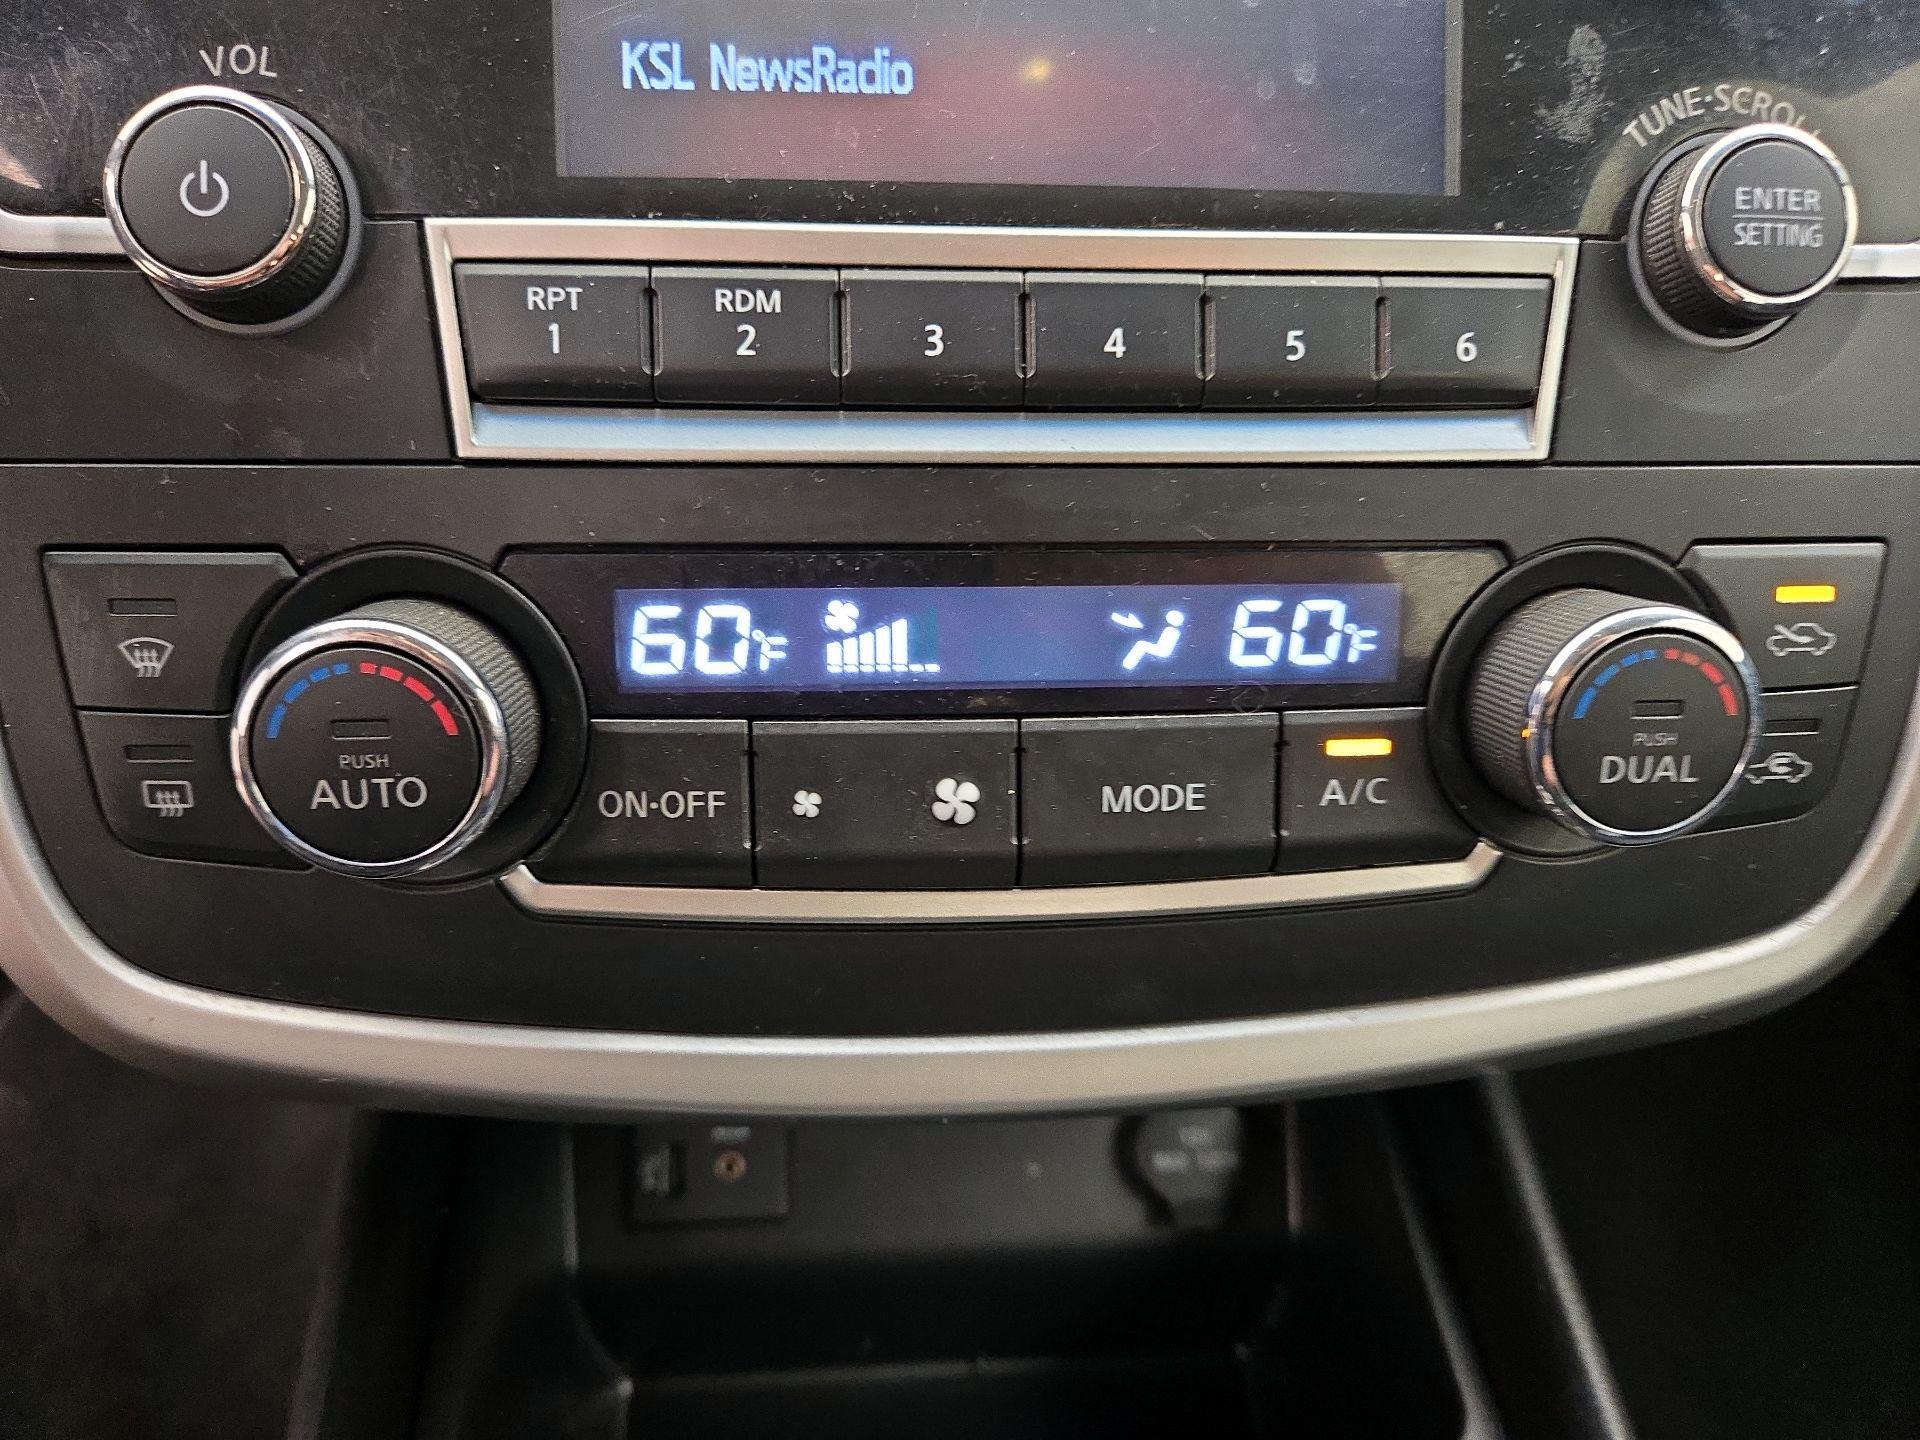 VOL
KSL NewsRadio
TUNE·SCROLL
ENTER
SETTING
RPT
1
RDM
2
3
4
5
6
60°F
60°F
PUSH
AUTO
ON·OFF
MODE
A/C
PUSH
DUAL